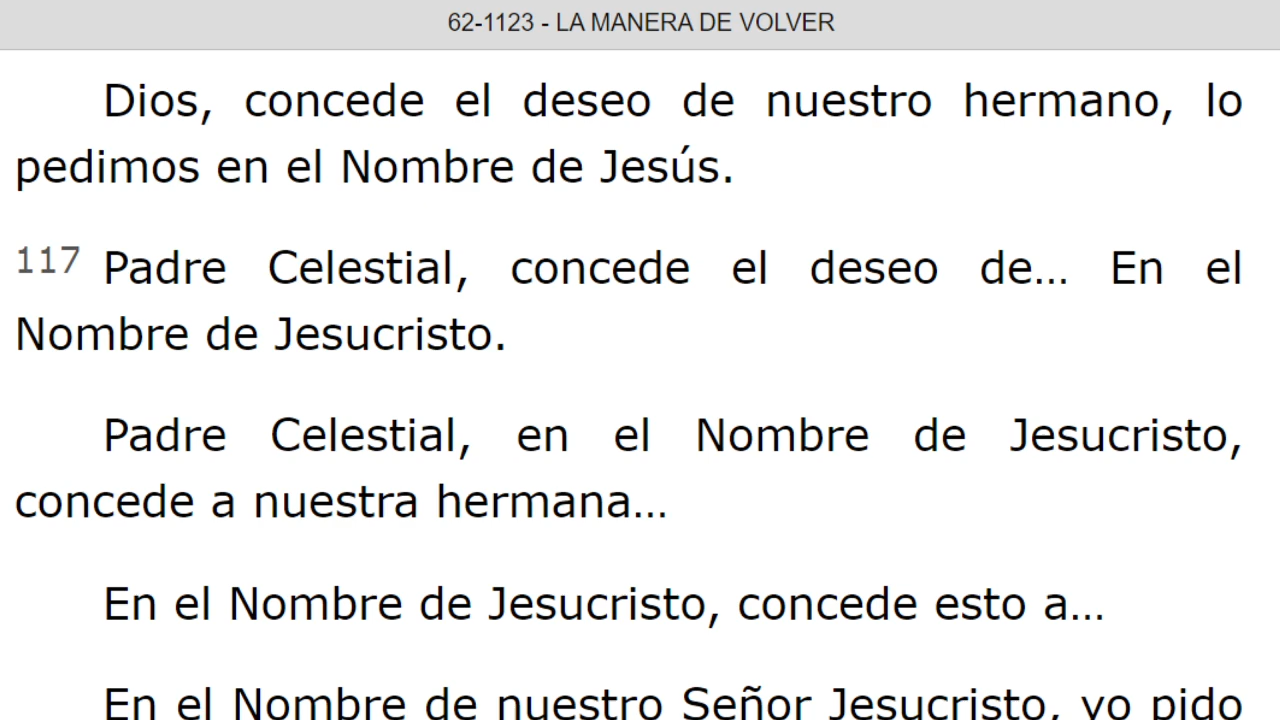 62-1123 - LA MANERA DE VOLVER
Dios, concede el deseo de nuestro hermano, lo
pedimos en el Nombre de Jesús.
117 Padre Celestial, concede el deseo de… En el
Nombre de Jesucristo.
Padre Celestial, en el Nombre de Jesucristo,
concede a nuestra hermana…
En el Nombre de Jesucristo, concede esto a…
En el Nombre de nuestro Señor Jesucristo, yo pido